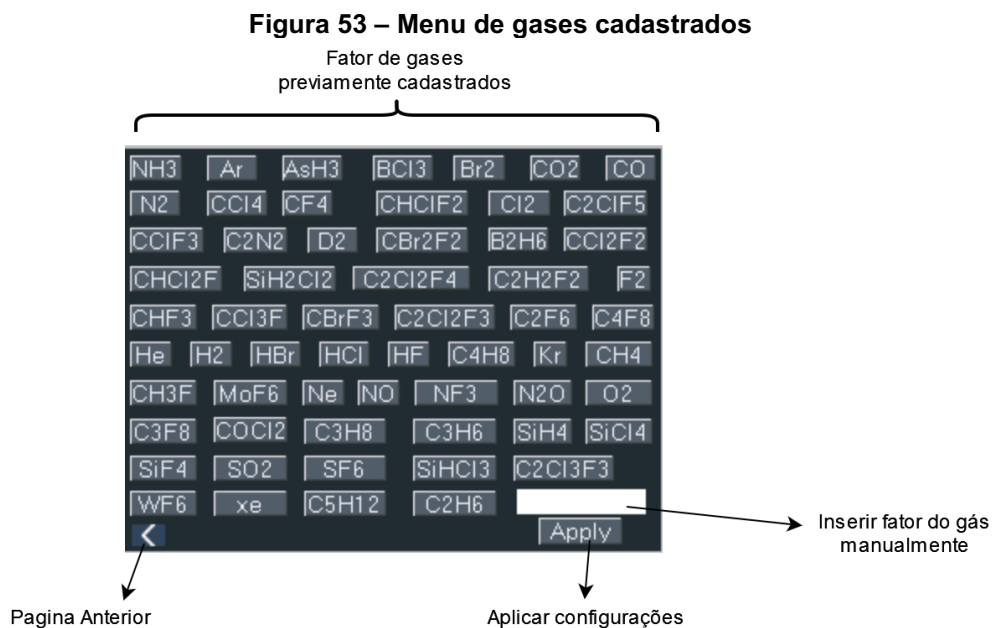 Figura 53 – Menu de gases cadastrados
Fator de gases
previamente cadastrados
NH3 Ar AsH3 BCl3 Br2 CO2 CO
N2 CCl4 CF4 CHClF2 Cl2 C2ClF5
CClF3 C2N2 D2 CBr2F2 B2H6 CCl2F2
CHCl2F SiH2Cl2 C2Cl2F4 C2H2F2 F2
CHF3 CCl3F CBrF3 C2Cl2F3 C2F6 C4F8
He H2 HBr HCl HF C4H8 Kr CH4
CH3F MoF6 Ne NO NF3 N2O O2
C3F8 COCl2 C3H8 C3H6 SiH4 SiCl4
SiF4 SO2 SF6 SiHCl3 C2Cl3F3
WF6 xe C5H12 C2H6
< Apply
Inserir fator do gás
manualmente
Pagina Anterior
Aplicar configurações